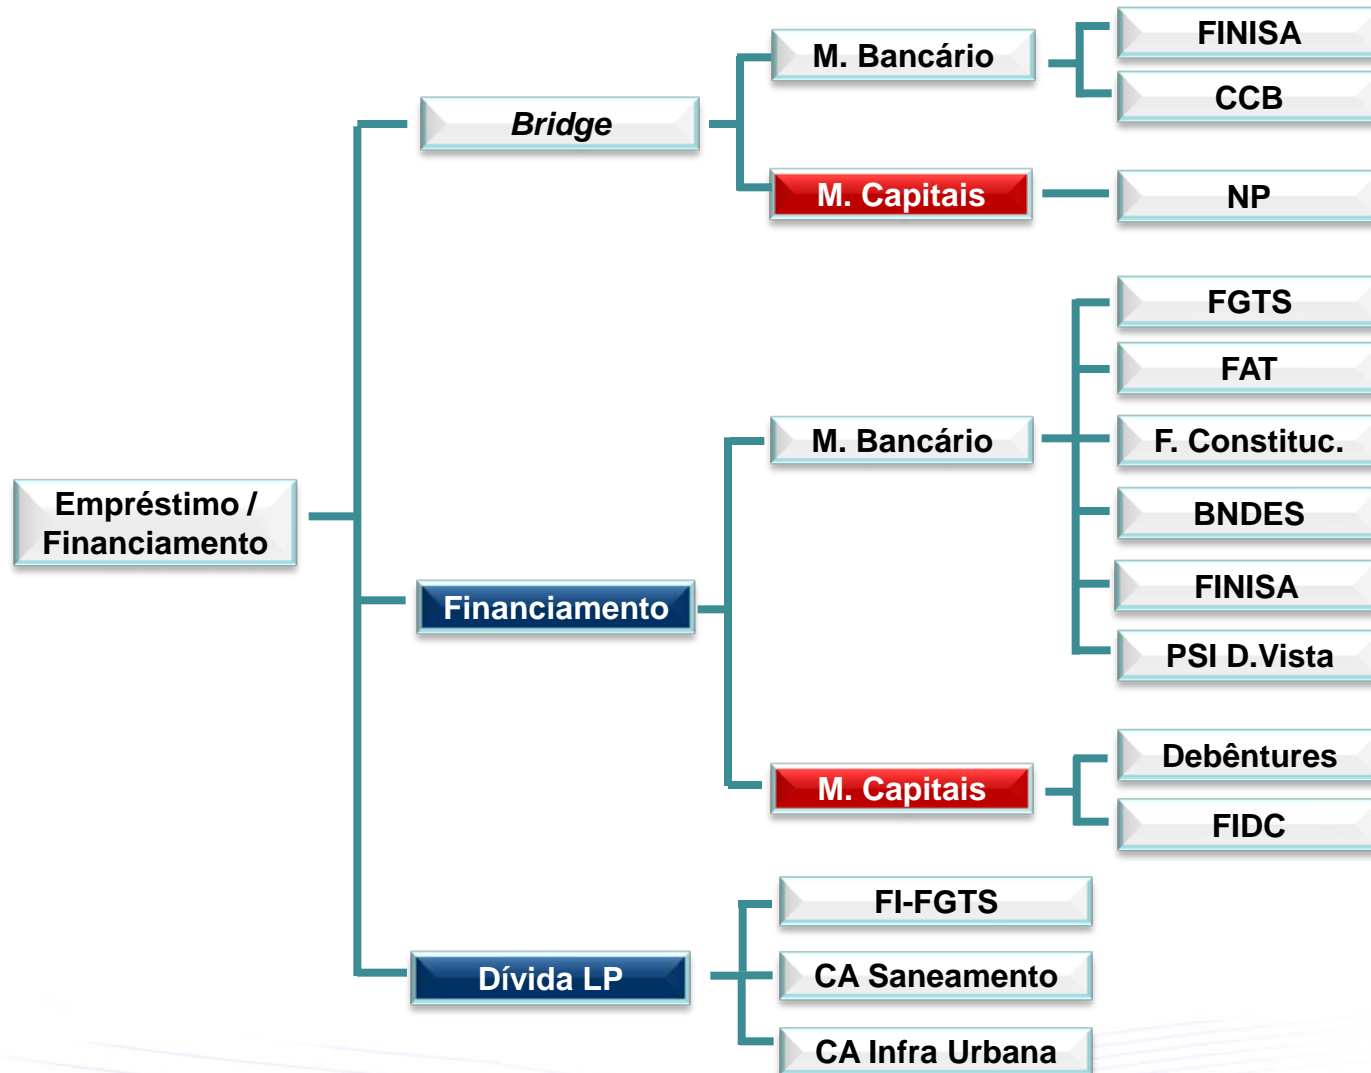 FINISA
M. Bancário
CCB
Bridge
M. Capitais
NP
FGTS
FAT
M. Bancário
F. Constituc.
Empréstimo /
Financiamento
BNDES
FINISA
Financiamento
PSI D.Vista
Debêntures
M. Capitais
FIDC
FI-FGTS
Dívida LP
CA Saneamento
CA Infra Urbana